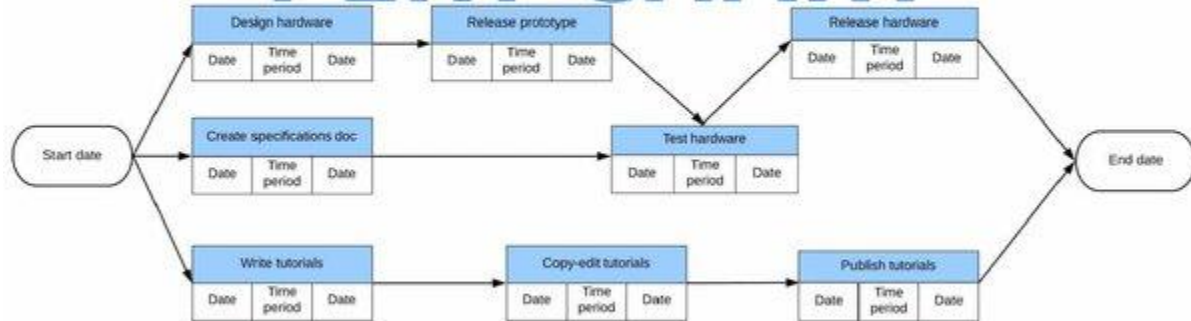 Design hardware
Date Time period Date
Release prototype
Date Time period Date
Release hardware
Date Time period Date
Start date
Create specifications doc
Date Time period Date
Test hardware
Date Time period Date
End date
Write tutorials
Date Time period Date
Copy-edit tutorials
Date Time period Date
Publish tutorials
Date Time period Date